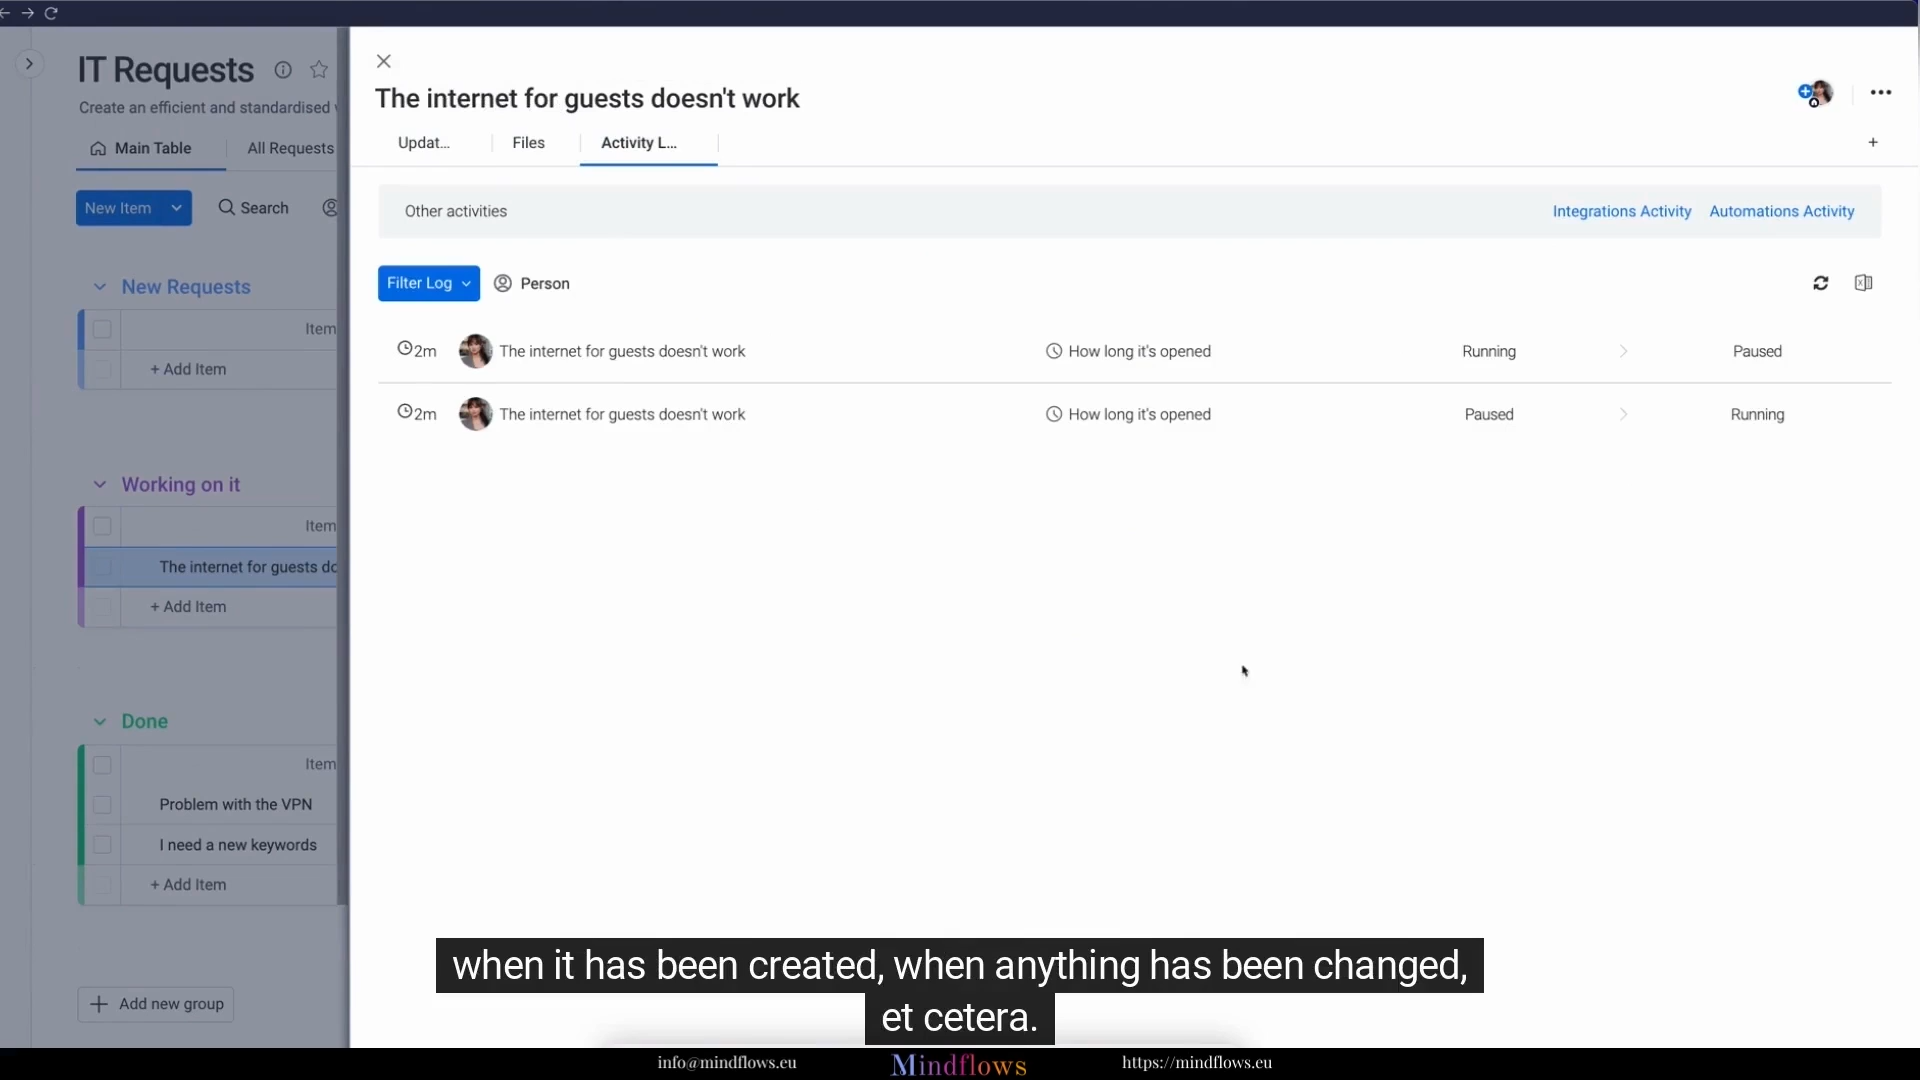 IT Requests
Create an efficient and standardised
Main Table
All Requests
New Item
Search
New Requests
Item
+ Add Item
Working on it
Item
The internet for guests do
+ Add Item
Done
Item
Problem with the VPN
I need a new keywords
+ Add Item
Add new group
The internet for guests doesn't work
Updat...
Files
Activity L...
+
Other activities
Integrations Activity
Automations Activity
Filter Log
Person
2m The internet for guests doesn't work How long it's opened Running Paused
2m The internet for guests doesn't work How long it's opened Paused Running
when it has been created, when anything has been changed,
et cetera.
info@mindflows.eu Mindflows https://mindflows.eu